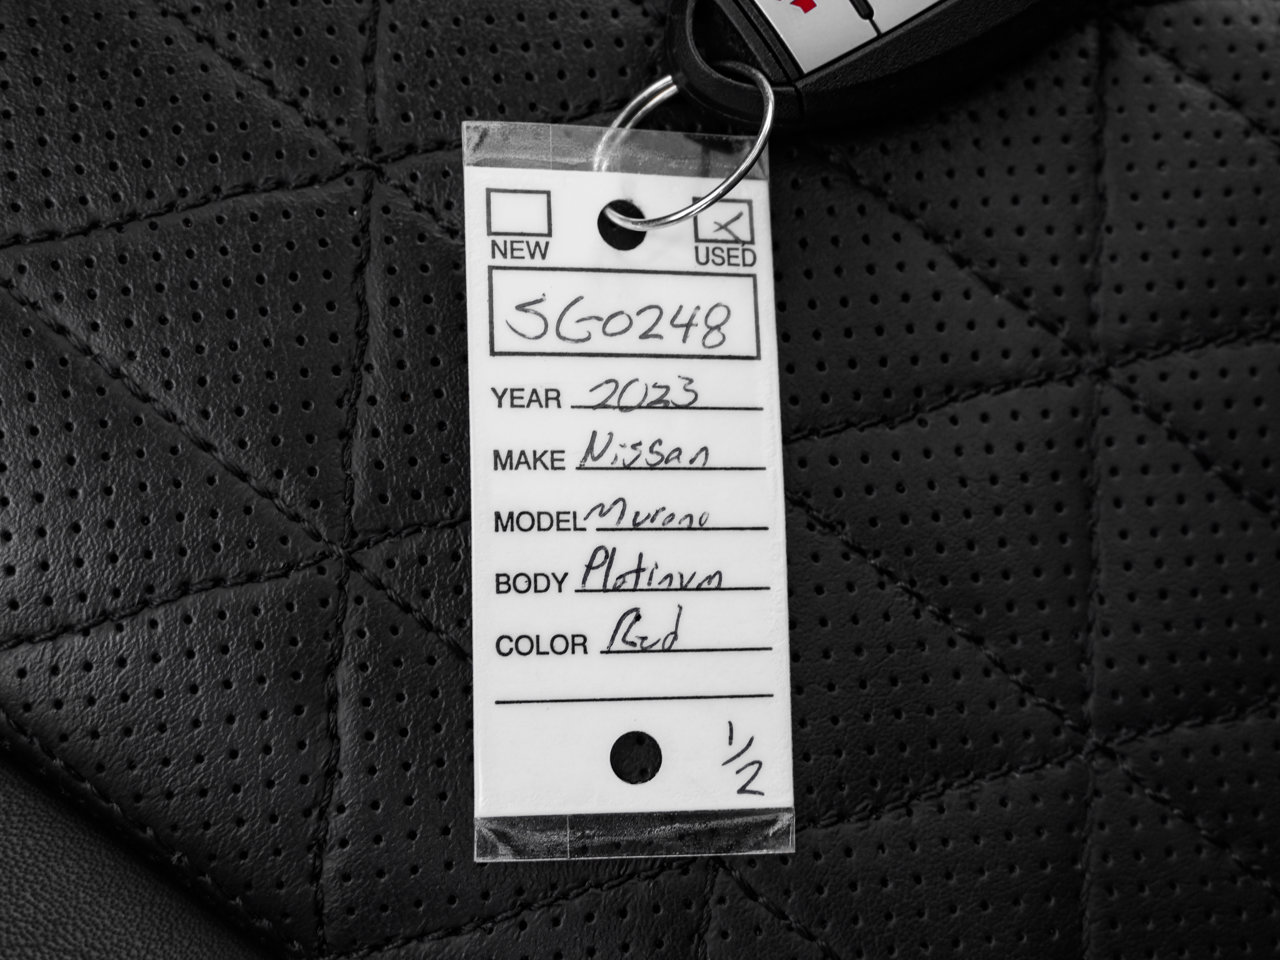 NEW USED
SG0248
YEAR 2023
MAKE Nissan
MODEL Murano
BODY Platinum
COLOR Red
1/2